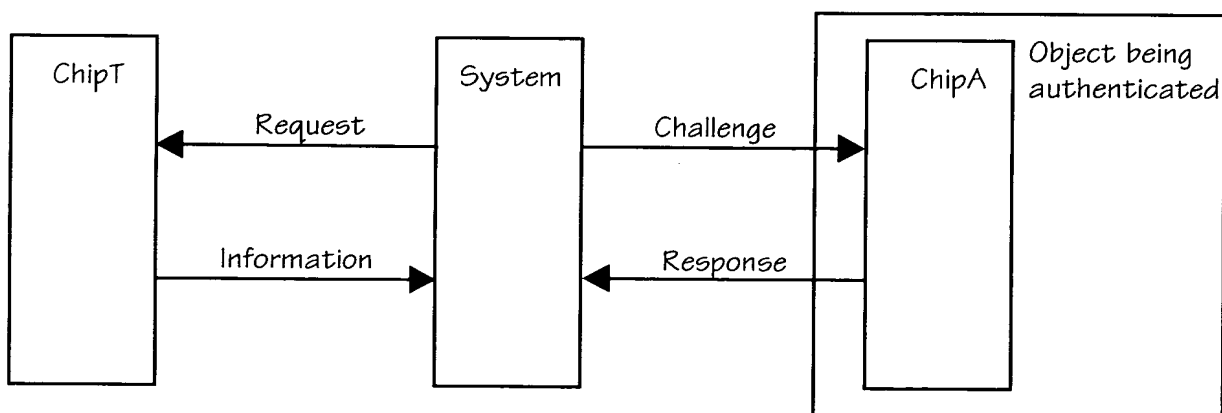 ChipT
System
ChipA
Object being
authenticated
Request
Challenge
Information
Response